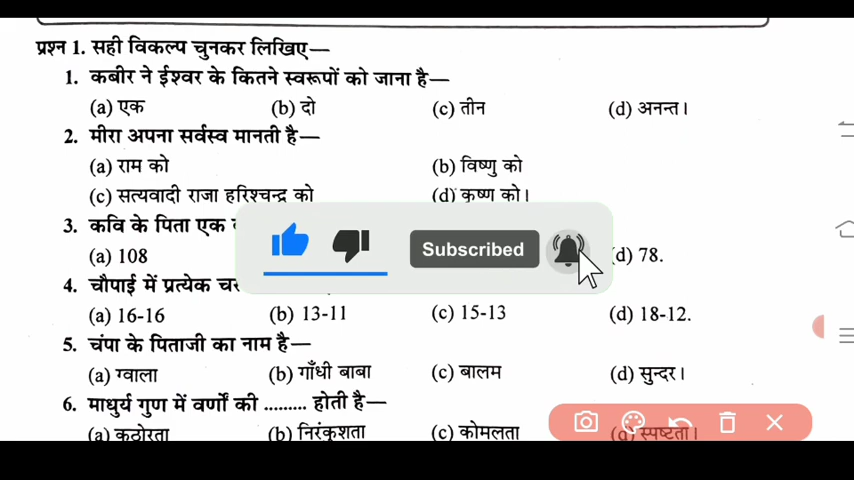 प्रश्न 1. सही विकल्प चुनकर लिखिए—
1. कबीर ने ईश्वर के कितने स्वरूपों को जाना है—
(a) एक (b) दो (c) तीन (d) अनन्त।
2. मीरा अपना सर्वस्व मानती है—
(a) राम को (b) विष्णु को
(c) सत्यवादी राजा हरिश्चन्द्र को (d) कृष्ण को।
3. कवि के पिता एक
Subscribed
(a) 108 (d) 78.
4. चौपाई में प्रत्येक
(a) 16-16 (b) 13-11 (c) 15-13 (d) 18-12.
5. चंपा के पिताजी का नाम है—
(a) ग्वाला (b) गाँधी बाबा (c) बालम (d) सुन्दर।
6. माधुर्य गुण में वर्णों की ......... होती है—
(a) कठोरता (b) निरंकुशता (c) कोमलता (d) स्पष्टता।